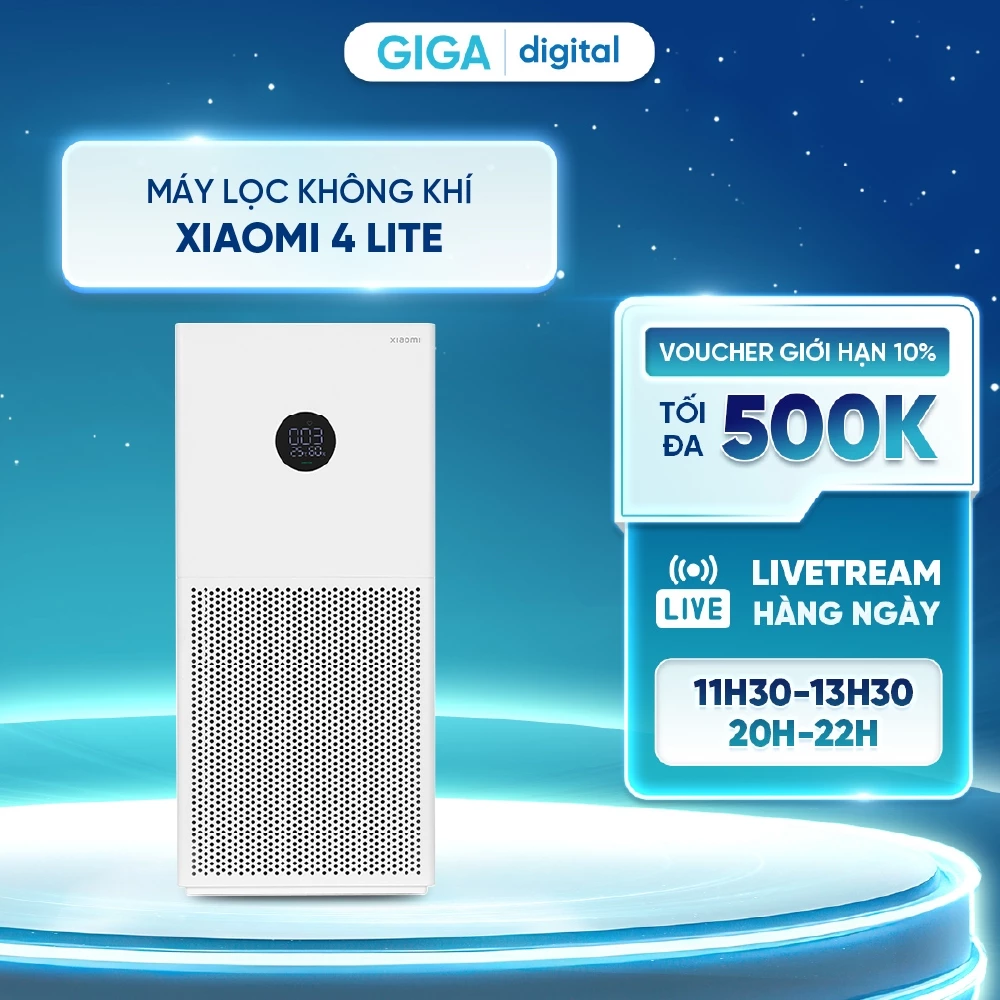 GIGA digital
MÁY LỌC KHÔNG KHÍ
XIAOMI 4 LITE
xiaomi
003
VOUCHER GIỚI HẠN 10%
TỐI ĐA 500K
LIVE
LIVETREAM
HÀNG NGÀY
11H30-13H30
20H-22H